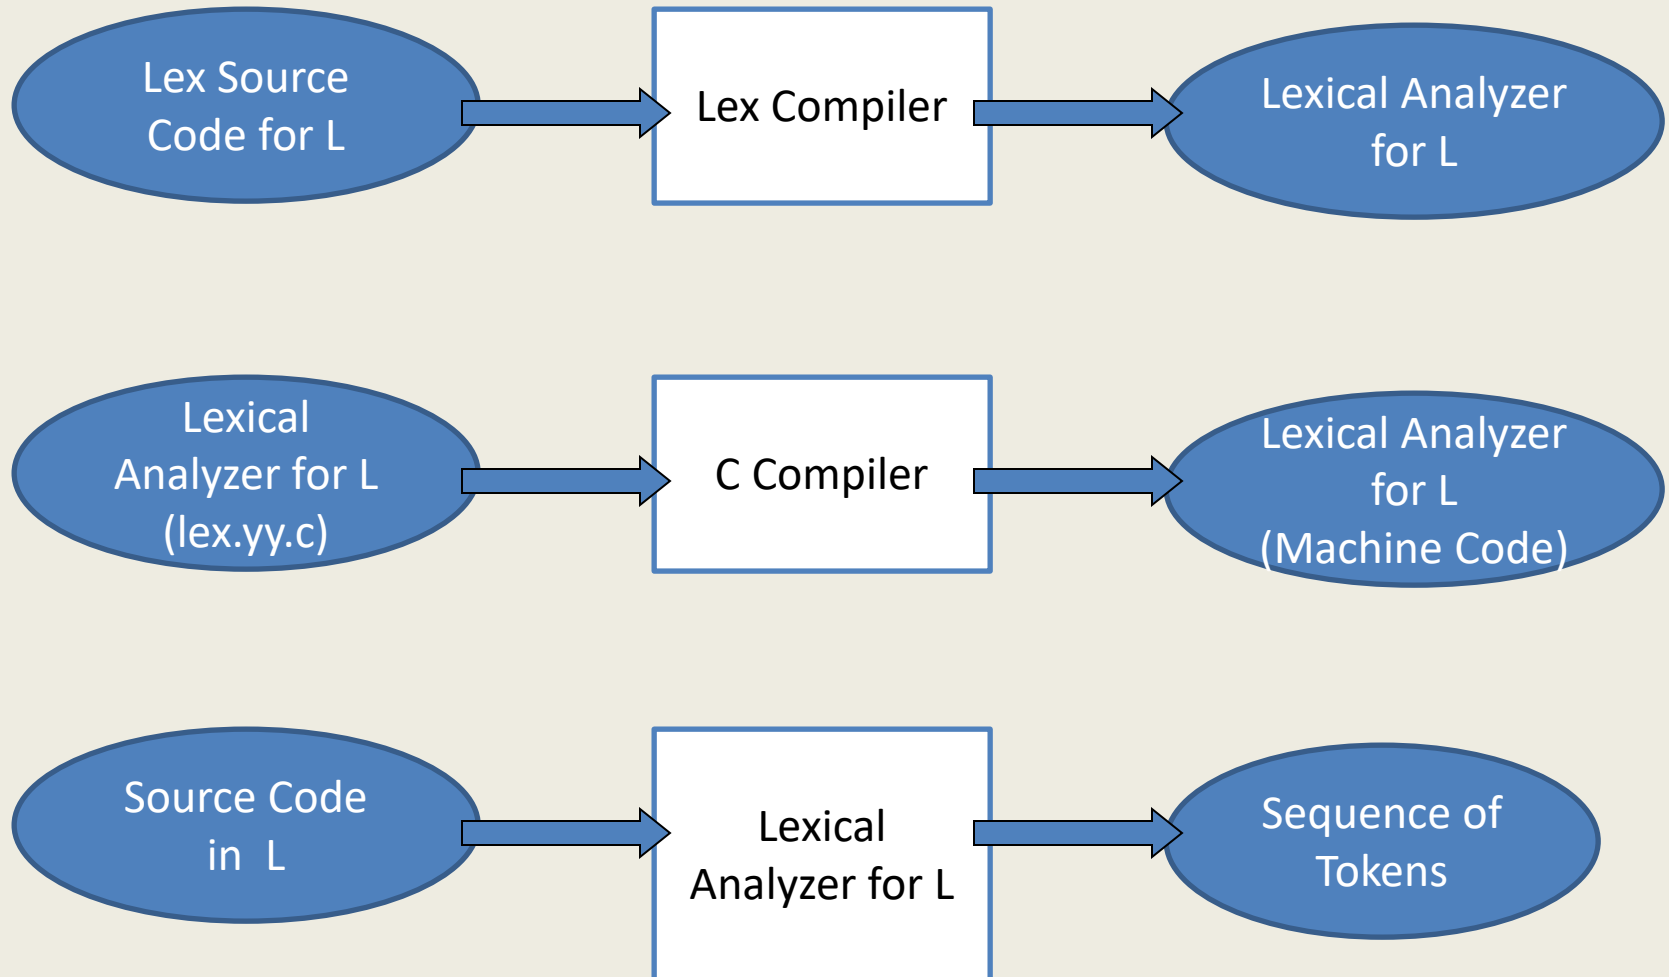 Lex Source
Code for L
Lex Compiler
Lexical Analyzer
for L
Lexical
Analyzer for L
(lex.yy.c)
C Compiler
Lexical Analyzer
for L
(Machine Code)
Source Code
in  L
Lexical
Analyzer for L
Sequence of
Tokens